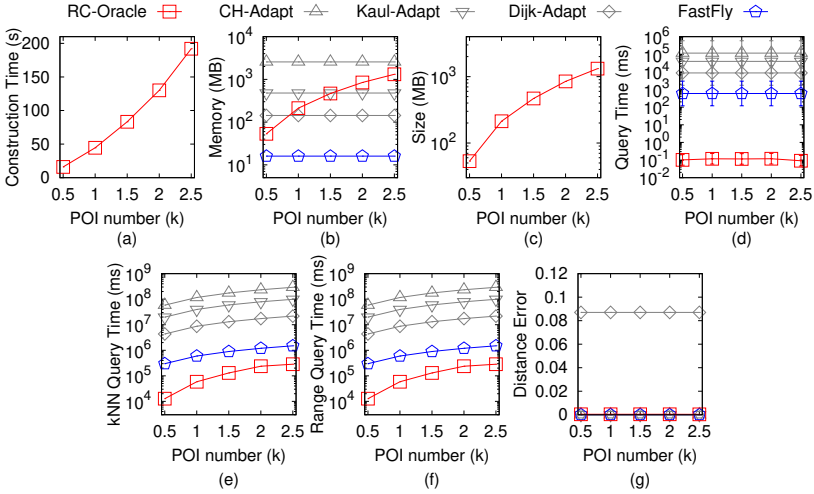 RC-Oracle CH-Adapt Kaul-Adapt Dijk-Adapt FastFly
Construction Time (s)
200
150
100
50
0
0.5 1 1.5 2 2.5
POI number (k)
(a)
Memory (MB)
10^4
10^3
10^2
10^1
0.5 1 1.5 2 2.5
POI number (k)
(b)
Size (MB)
10^3
10^2
0.5 1 1.5 2 2.5
POI number (k)
(c)
Query Time (ms)
10^6
10^5
10^4
10^3
10^2
10^1
10^0
10^-1
10^-2
0.5 1 1.5 2 2.5
POI number (k)
(d)
kNN Query Time (ms)
10^9
10^8
10^7
10^6
10^5
10^4
0.5 1 1.5 2 2.5
POI number (k)
(e)
Range Query Time (ms)
10^9
10^8
10^7
10^6
10^5
10^4
0.5 1 1.5 2 2.5
POI number (k)
(f)
Distance Error
0.12
0.1
0.08
0.06
0.04
0.02
0
0.5 1 1.5 2 2.5
POI number (k)
(g)